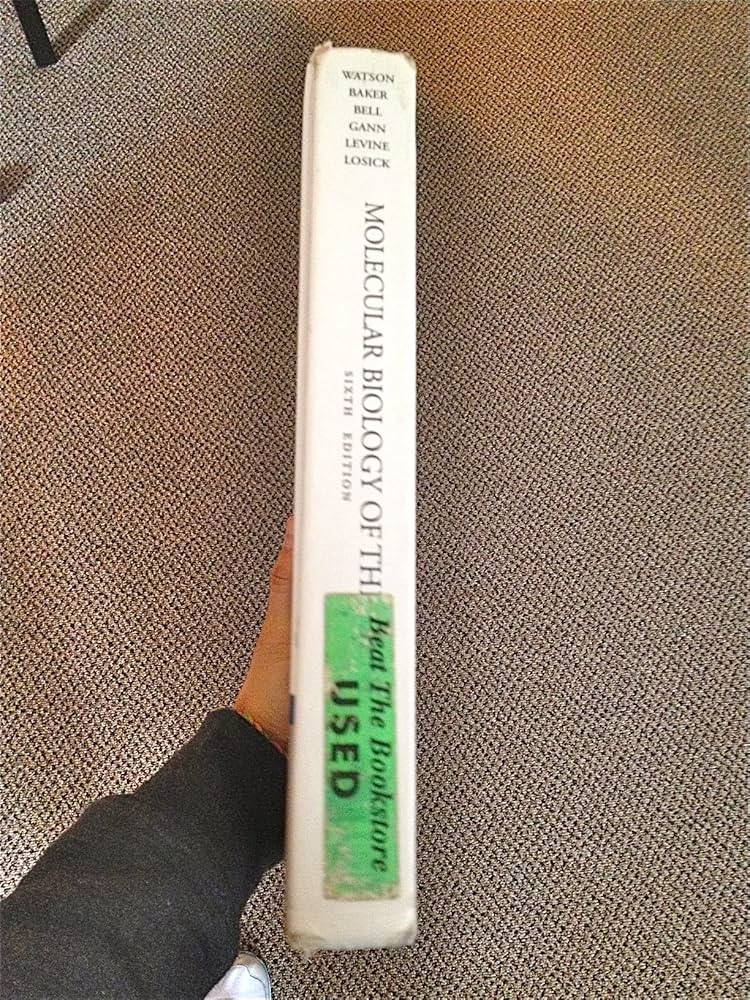 WATSON
BAKER
BELL
GANN
LEVINE
LOSICK
MOLECULAR BIOLOGY OF THE
SIXTH EDITION
Beat The Bookstore
USED